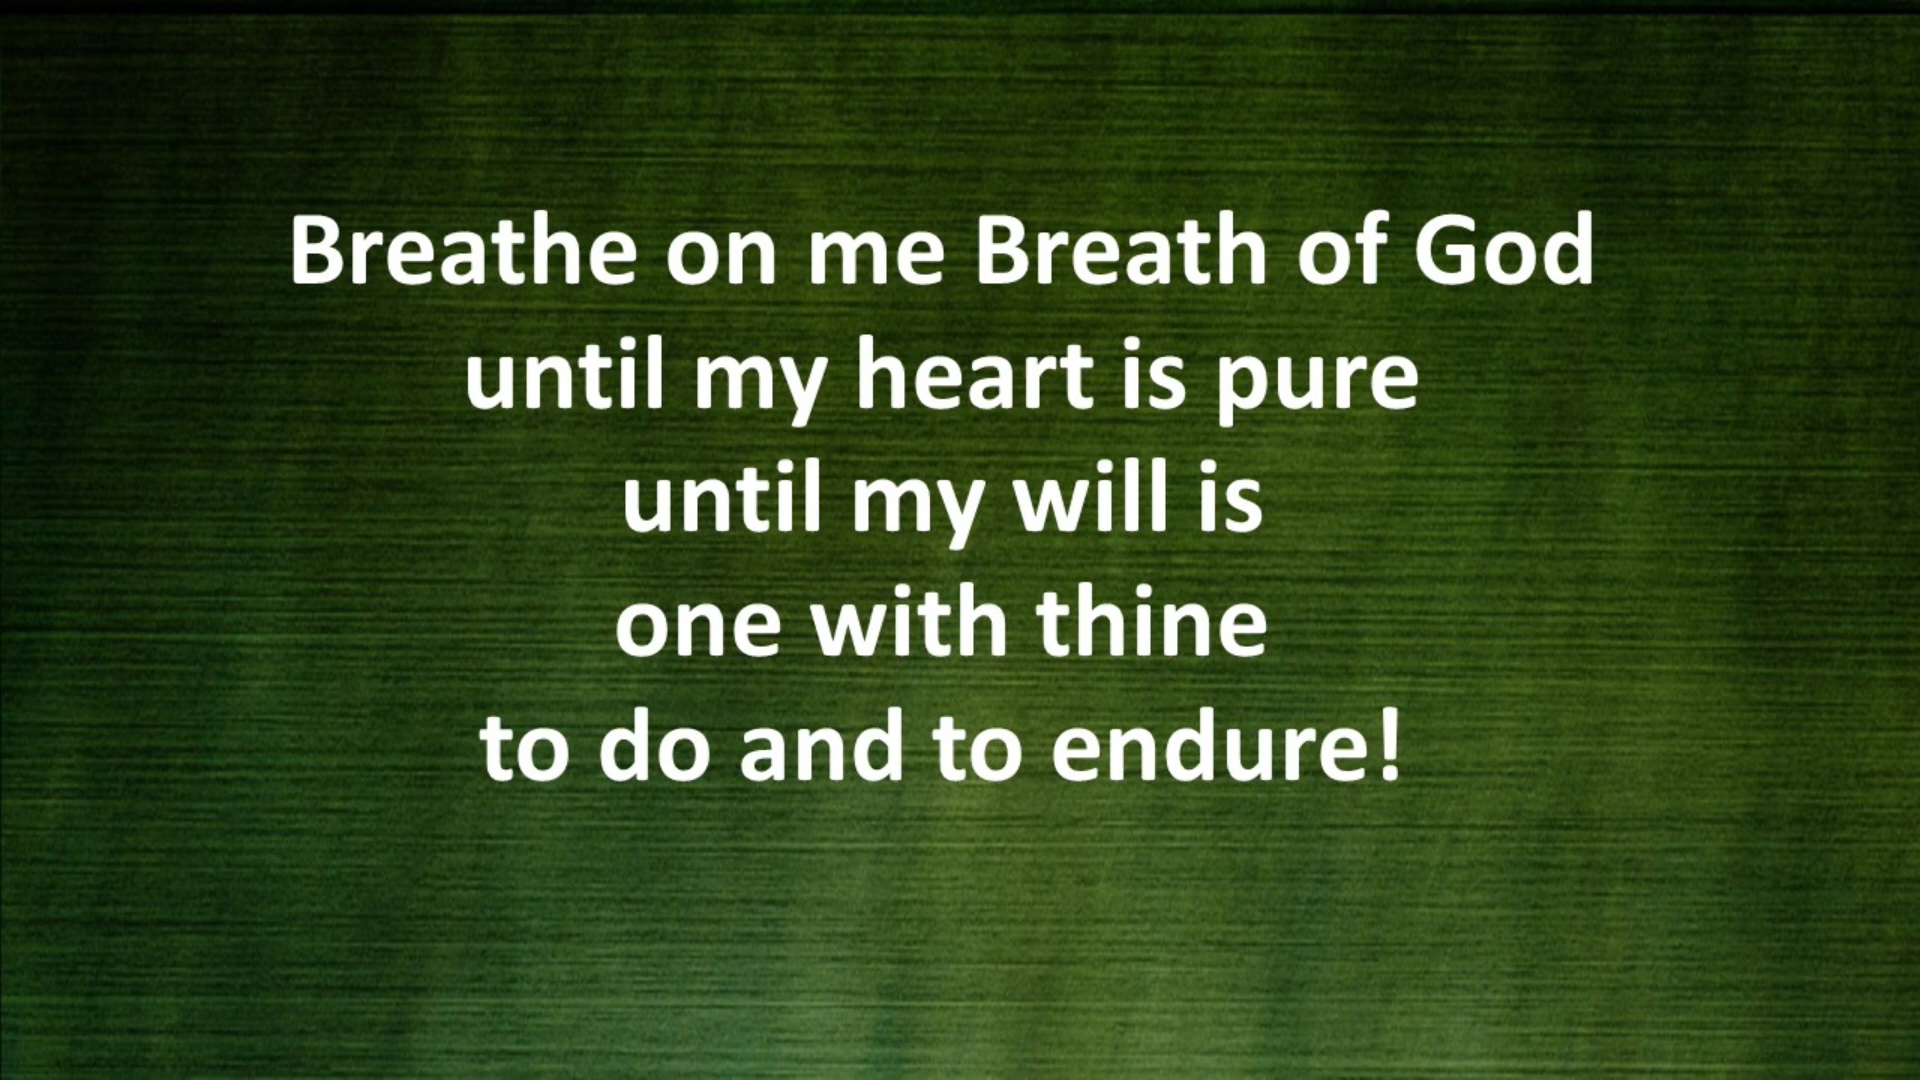 Breathe on me Breath of God
until my heart is pure
until my will is
one with thine
to do and to endure!